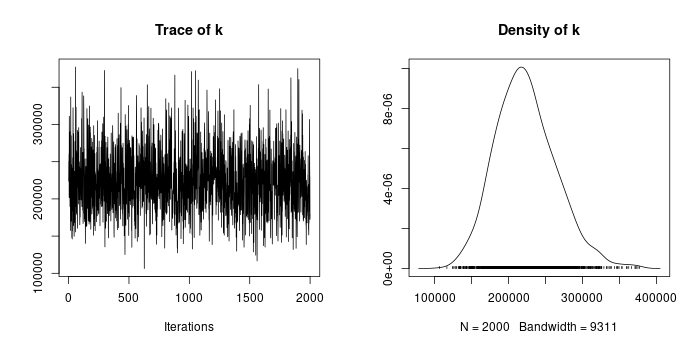 Trace of k
300000
200000
100000
0
500
1000
1500
2000
Iterations
Density of k
8e-06
4e-06
0e+00
100000
200000
300000
400000
N = 2000 Bandwidth = 9311